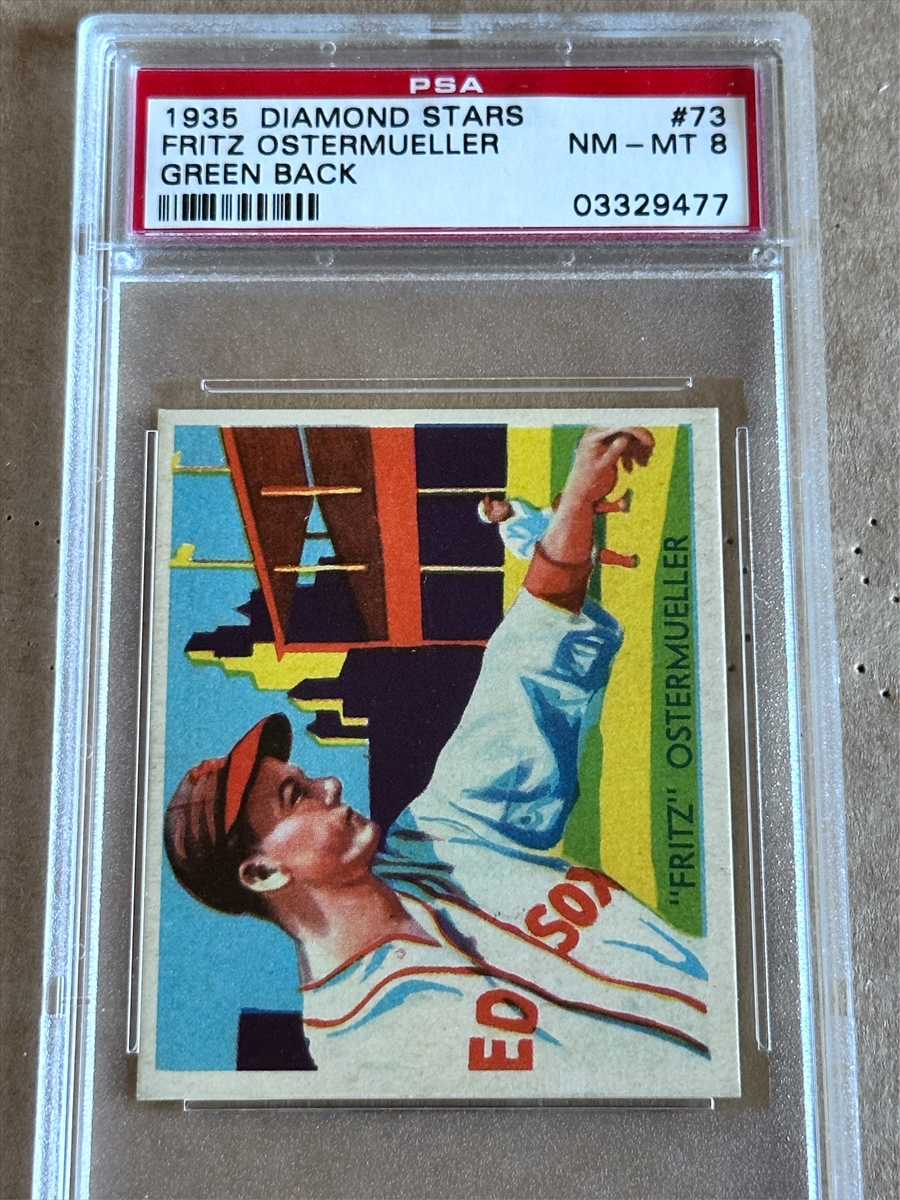 PSA
1935 DIAMOND STARS #73
FRITZ OSTERMUELLER NM - MT 8
GREEN BACK
03329477
"FRITZ" OSTERMUELLER
ED SOX